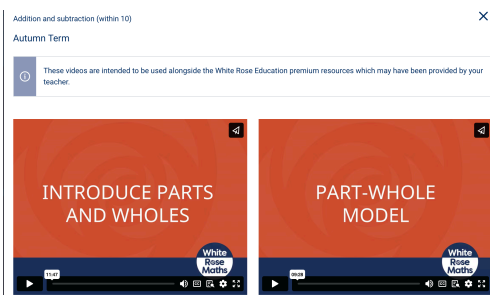 Addition and subtraction (within 10)
Autumn Term
These videos are intended to be used alongside the White Rose Education premium resources which may have been provided by your
teacher.
INTRODUCE PARTS
AND WHOLES
White
Rose
Maths
11:47
PART-WHOLE
MODEL
White
Rose
Maths
09:28